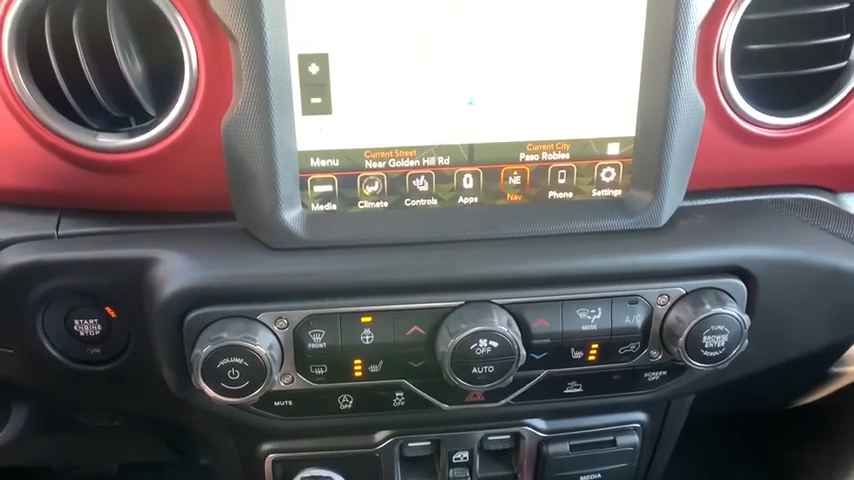 +
-
Menu
Current Street
Near Golden Hill Rd
Current City
Paso Robles
Media
Climate
Controls
Apps
NE
Nav
Phone
Settings
START
ENGINE
STOP
RUN
FRONT
VOLUME
MUTE
OFF
OFF
OFF
AUTO
MODE
A/C
TUNE
BROWSE
ENTER
SCROLL
SCREEN
OFF
MEDIA